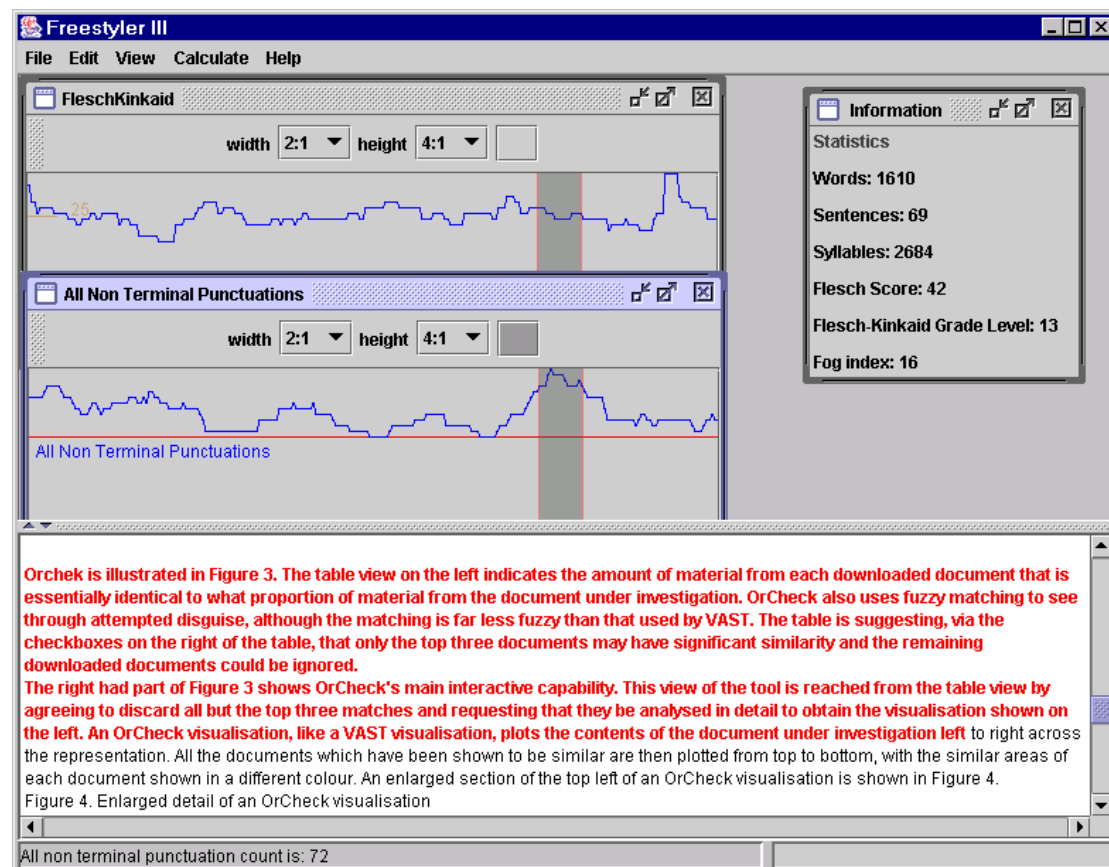 Freestyler III
File Edit View Calculate Help
FleschKinkaid
width 2:1 height 4:1
25
All Non Terminal Punctuations
width 2:1 height 4:1
All Non Terminal Punctuations
Information
Statistics
Words: 1610
Sentences: 69
Syllables: 2684
Flesch Score: 42
Flesch-Kinkaid Grade Level: 13
Fog index: 16
Orchek is illustrated in Figure 3. The table view on the left indicates the amount of material from each downloaded document that is
essentially identical to what proportion of material from the document under investigation. OrCheck also uses fuzzy matching to see
through attempted disguise, although the matching is far less fuzzy than that used by VAST. The table is suggesting, via the
checkboxes on the right of the table, that only the top three documents may have significant similarity and the remaining
downloaded documents could be ignored.
The right had part of Figure 3 shows OrCheck's main interactive capability. This view of the tool is reached from the table view by
agreeing to discard all but the top three matches and requesting that they be analysed in detail to obtain the visualisation shown on
the left. An OrCheck visualisation, like a VAST visualisation, plots the contents of the document under investigation left to right across
the representation. All the documents which have been shown to be similar are then plotted from top to bottom, with the similar areas of
each document shown in a different colour. An enlarged section of the top left of an OrCheck visualisation is shown in Figure 4.
Figure 4. Enlarged detail of an OrCheck visualisation
All non terminal punctuation count is: 72